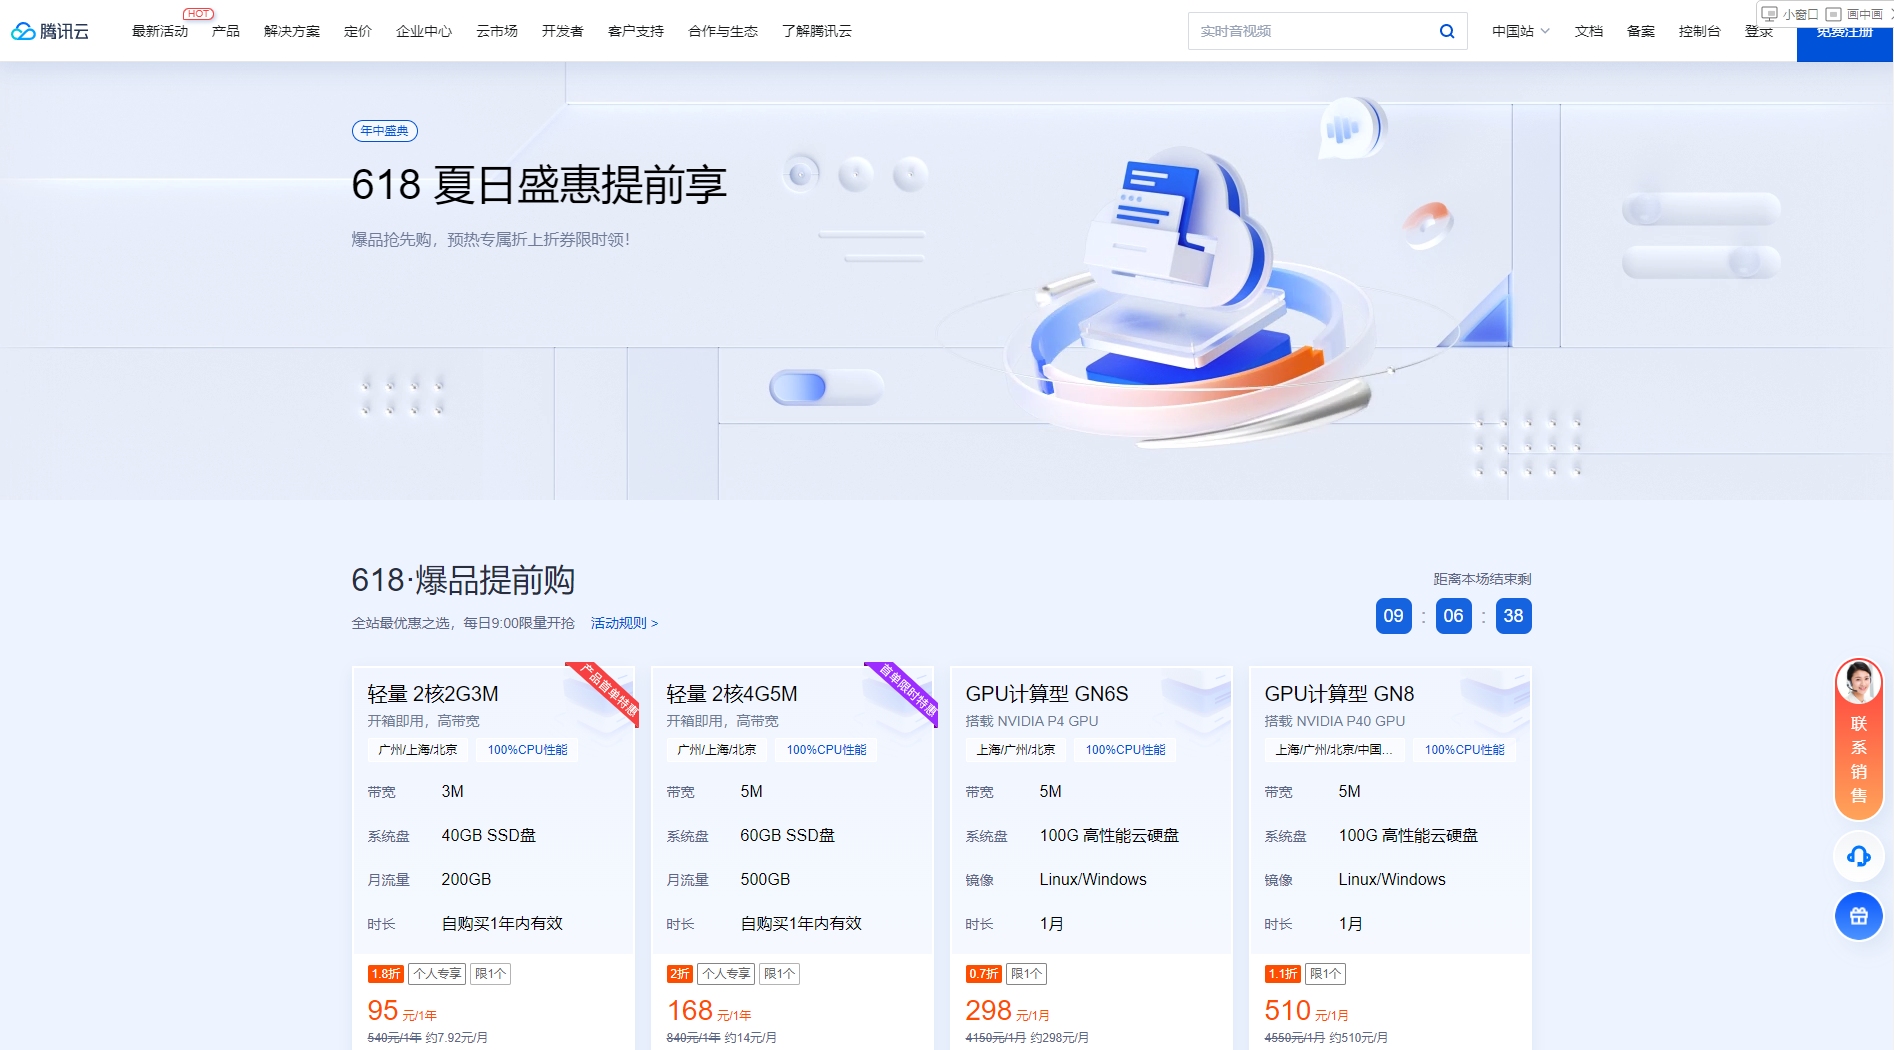 腾讯云
最新活动 HOT 产品 解决方案 定价 企业中心 云市场 开发者 客户支持 合作与生态 了解腾讯云
实时音视频
中国站 文档 备案 控制台 登录 免费注册
小窗口 画中画
年中盛典
618 夏日盛惠提前享
爆品抢先购，预热专属折上折券限时领！
618·爆品提前购
全站最优惠之选，每日9:00限量开抢 活动规则 >
距离本场结束剩
09 : 06 : 38
轻量 2核2G3M
产品首单特惠
开箱即用，高带宽
广州/上海/北京 100%CPU性能
带宽 3M
系统盘 40GB SSD盘
月流量 200GB
时长 自购买1年内有效
1.8折 个人专享 限1个
95 元/1年
540元/1年 约7.92元/月
轻量 2核4G5M
首单限时特惠
开箱即用，高带宽
广州/上海/北京 100%CPU性能
带宽 5M
系统盘 60GB SSD盘
月流量 500GB
时长 自购买1年内有效
2折 个人专享 限1个
168 元/1年
840元/1年 约14元/月
GPU计算型 GN6S
搭载 NVIDIA P4 GPU
上海/广州/北京 100%CPU性能
带宽 5M
系统盘 100G 高性能云硬盘
镜像 Linux/Windows
时长 1月
0.7折 限1个
298 元/1月
4150元/1月 约298元/月
GPU计算型 GN8
搭载 NVIDIA P40 GPU
上海/广州/北京/中国... 100%CPU性能
带宽 5M
系统盘 100G 高性能云硬盘
镜像 Linux/Windows
时长 1月
1.1折 限1个
510 元/1月
4550元/1月 约510元/月
联
系
销
售